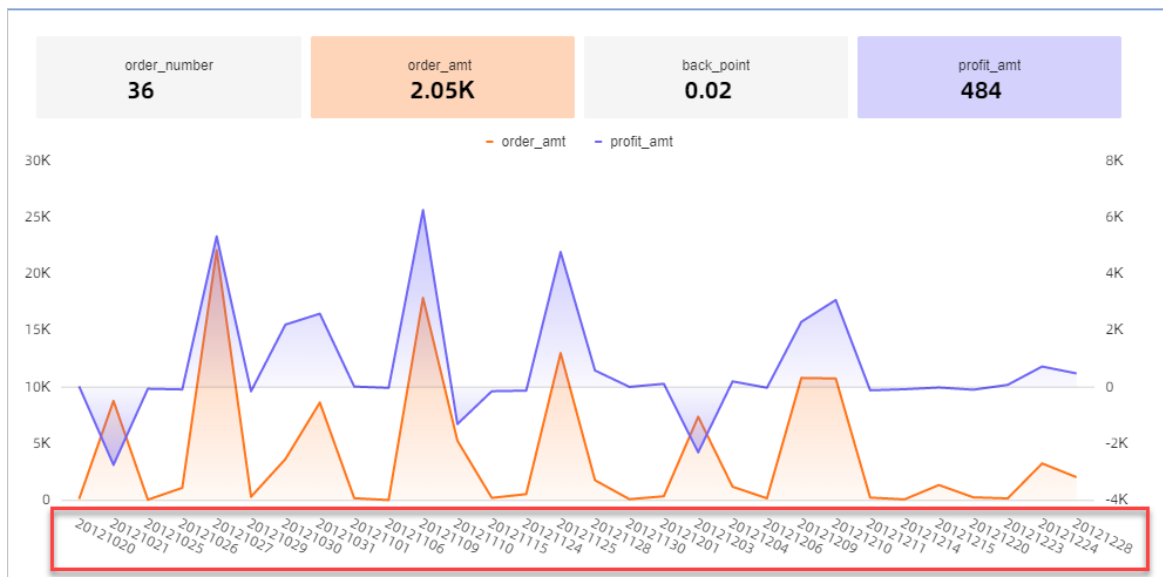 order_number order_amt back_point profit_amt
36 2.05K 0.02 484
order_amt profit_amt
30K 8K
25K 6K
20K 4K
15K 2K
10K 0
5K -2K
0 -4K
20121020 20121021 20121025 20121026 20121027 20121029 20121030 20121031 20121101 20121106 20121109 20121110 20121115 20121124 20121125 20121128 20121130 20121201 20121203 20121204 20121206 20121209 20121210 20121211 20121214 20121215 20121220 20121223 20121224 20121228